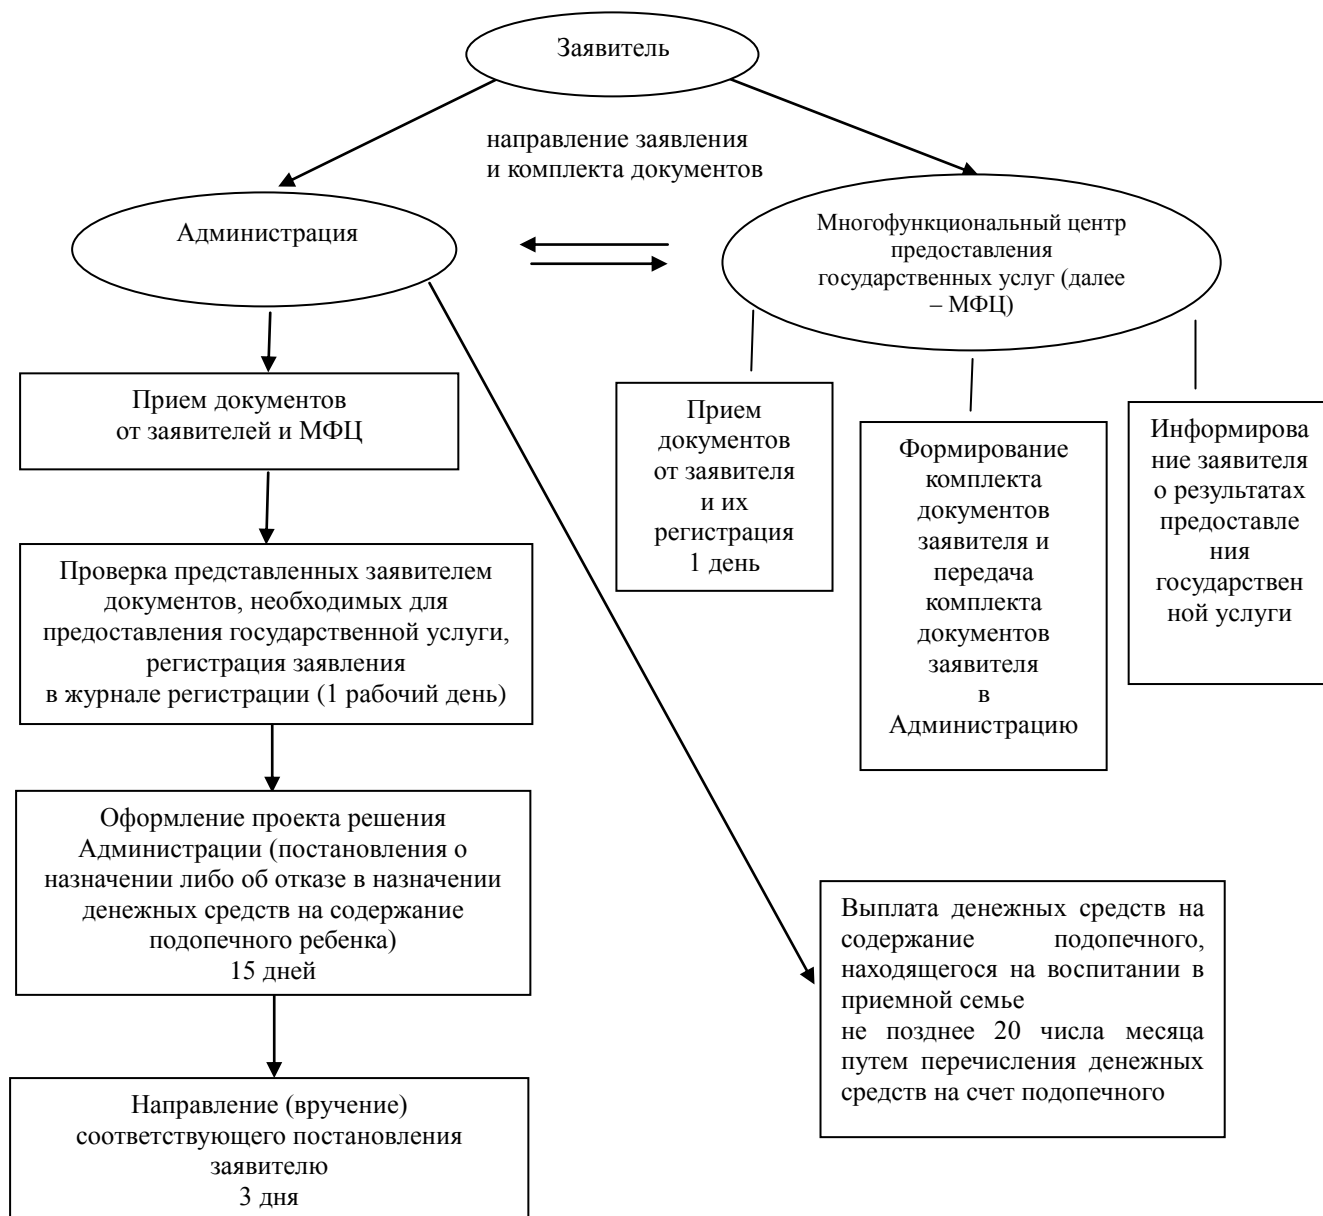 Заявитель
направление заявления
и комплекта документов
Администрация
Многофункциональный центр
предоставления
государственных услуг (далее
– МФЦ)
Прием документов
от заявителей и МФЦ
Прием
документов
от заявителя
и их
регистрация
1 день
Формирование
комплекта
документов
заявителя и
передача
комплекта
документов
заявителя
в
Администрацию
Информирова
ние заявителя
о результатах
предоставле
ния
государствен
ной услуги
Проверка представленных заявителем
документов, необходимых для
предоставления государственной услуги,
регистрация заявления
в журнале регистрации (1 рабочий день)
Оформление проекта решения
Администрации (постановления о
назначении либо об отказе в назначении
денежных средств на содержание
подопечного ребенка)
15 дней
Выплата денежных средств на
содержание подопечного,
находящегося на воспитании в
приемной семье
не позднее 20 числа месяца
путем перечисления денежных
средств на счет подопечного
Направление (вручение)
соответствующего постановления
заявителю
3 дня